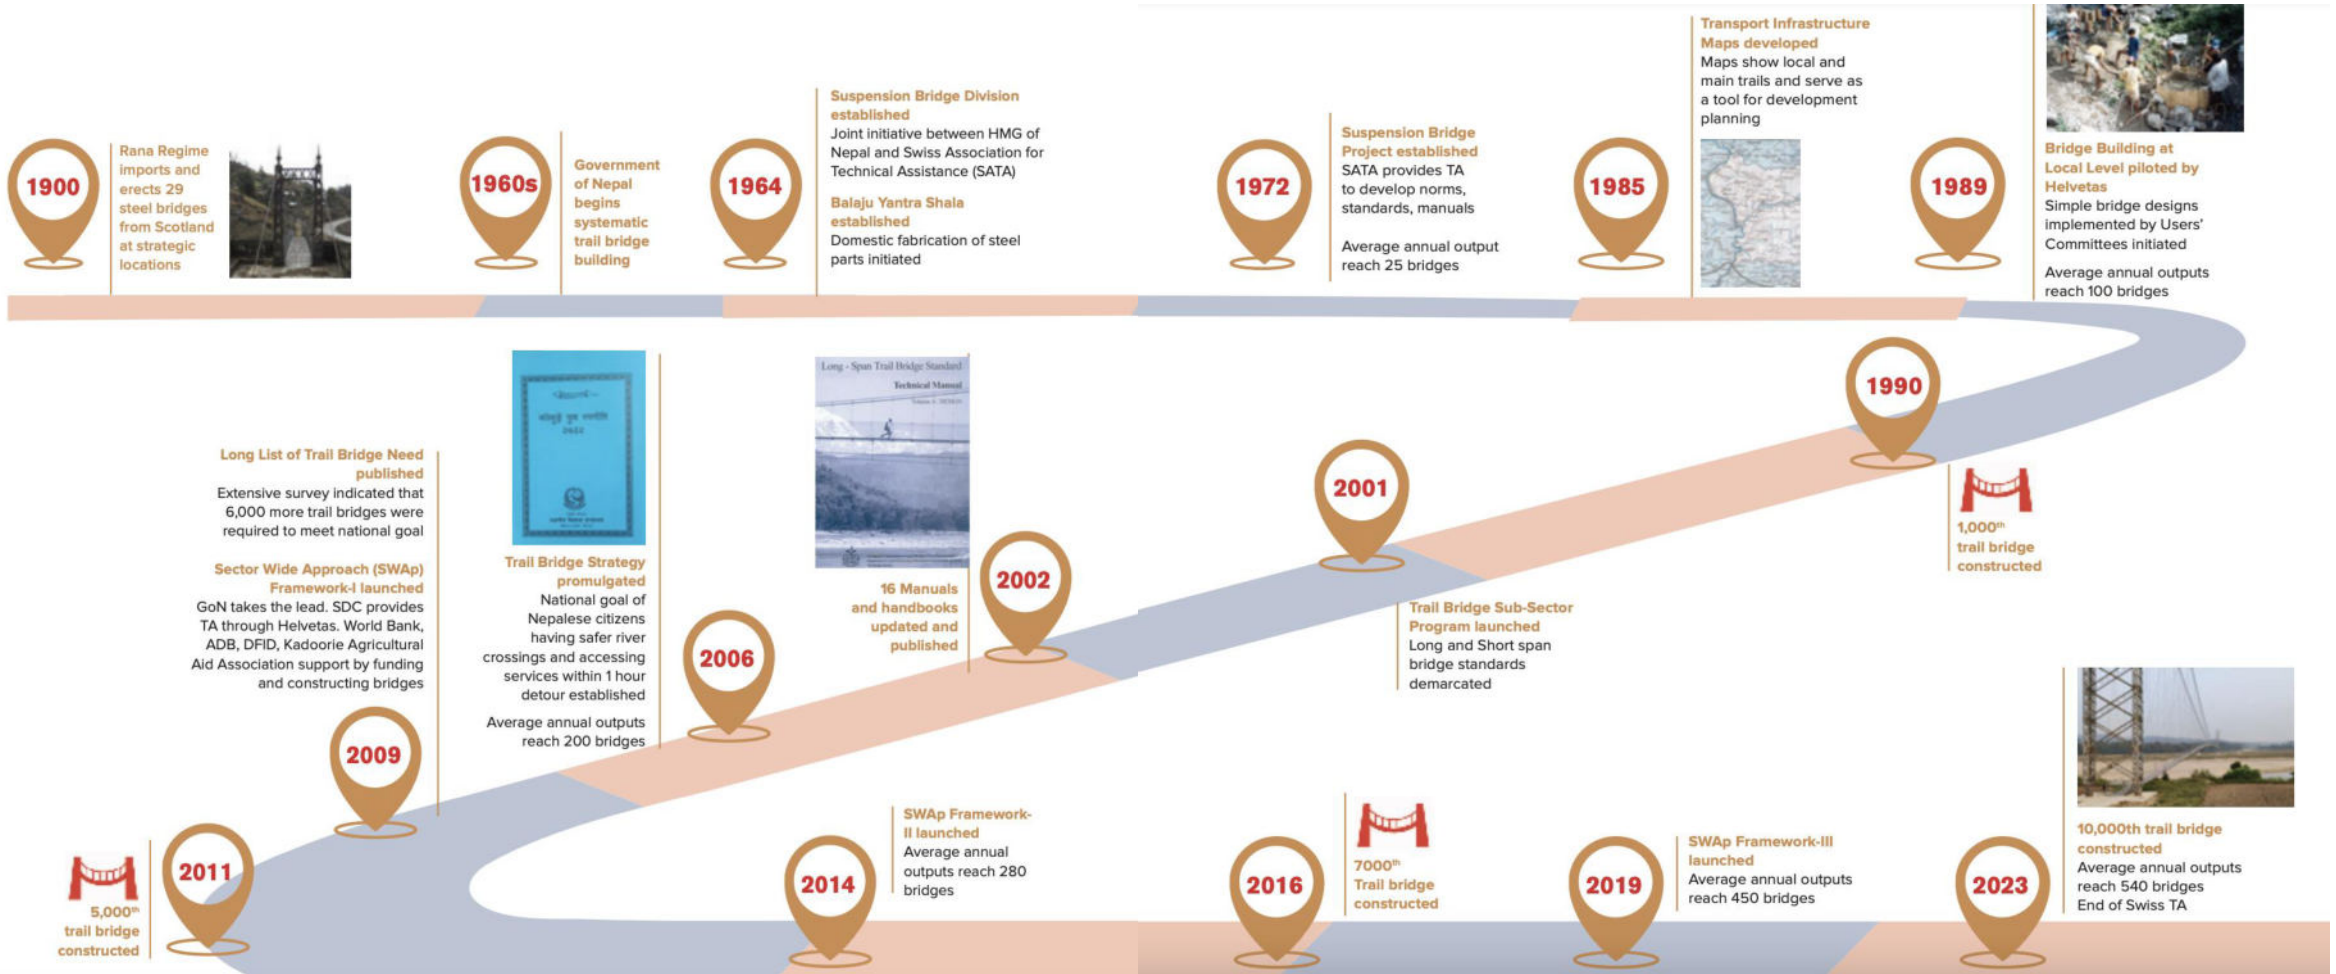 1900
Rana Regime
imports and
erects 29
steel bridges
from Scotland
at strategic
locations
1960s
Government
of Nepal
begins
systematic
trail bridge
building
1964
Suspension Bridge Division
established
Joint initiative between HMG of
Nepal and Swiss Association for
Technical Assistance (SATA)
Balaju Yantra Shala
established
Domestic fabrication of steel
parts initiated
1972
Suspension Bridge
Project established
SATA provides TA
to develop norms,
standards, manuals
Average annual output
reach 25 bridges
1985
Transport Infrastructure
Maps developed
Maps show local and
main trails and serve as
a tool for development
planning
1989
Bridge Building at
Local Level piloted by
Helvetas
Simple bridge designs
implemented by Users'
Committees initiated
Average annual outputs
reach 100 bridges
1990
1,000th
trail bridge
constructed
2001
Trail Bridge Sub-Sector
Program launched
Long and Short span
bridge standards
demarcated
2002
Long - Span Trail Bridge Standard
Technical Manual
16 Manuals
and handbooks
updated and
published
2006
Trail Bridge Strategy
promulgated
National goal of
Nepalese citizens
having safer river
crossings and accessing
services within 1 hour
detour established
Average annual outputs
reach 200 bridges
2009
Long List of Trail Bridge Need
published
Extensive survey indicated that
6,000 more trail bridges were
required to meet national goal
Sector Wide Approach (SWAp)
Framework-I launched
GoN takes the lead. SDC provides
TA through Helvetas. World Bank,
ADB, DFID, Kadoorie Agricultural
Aid Association support by funding
and constructing bridges
2011
5,000th
trail bridge
constructed
2014
SWAp Framework-
II launched
Average annual
outputs reach 280
bridges
2016
7000th
Trail bridge
constructed
2019
SWAp Framework-III
launched
Average annual outputs
reach 450 bridges
2023
10,000th trail bridge
constructed
Average annual outputs
reach 540 bridges
End of Swiss TA